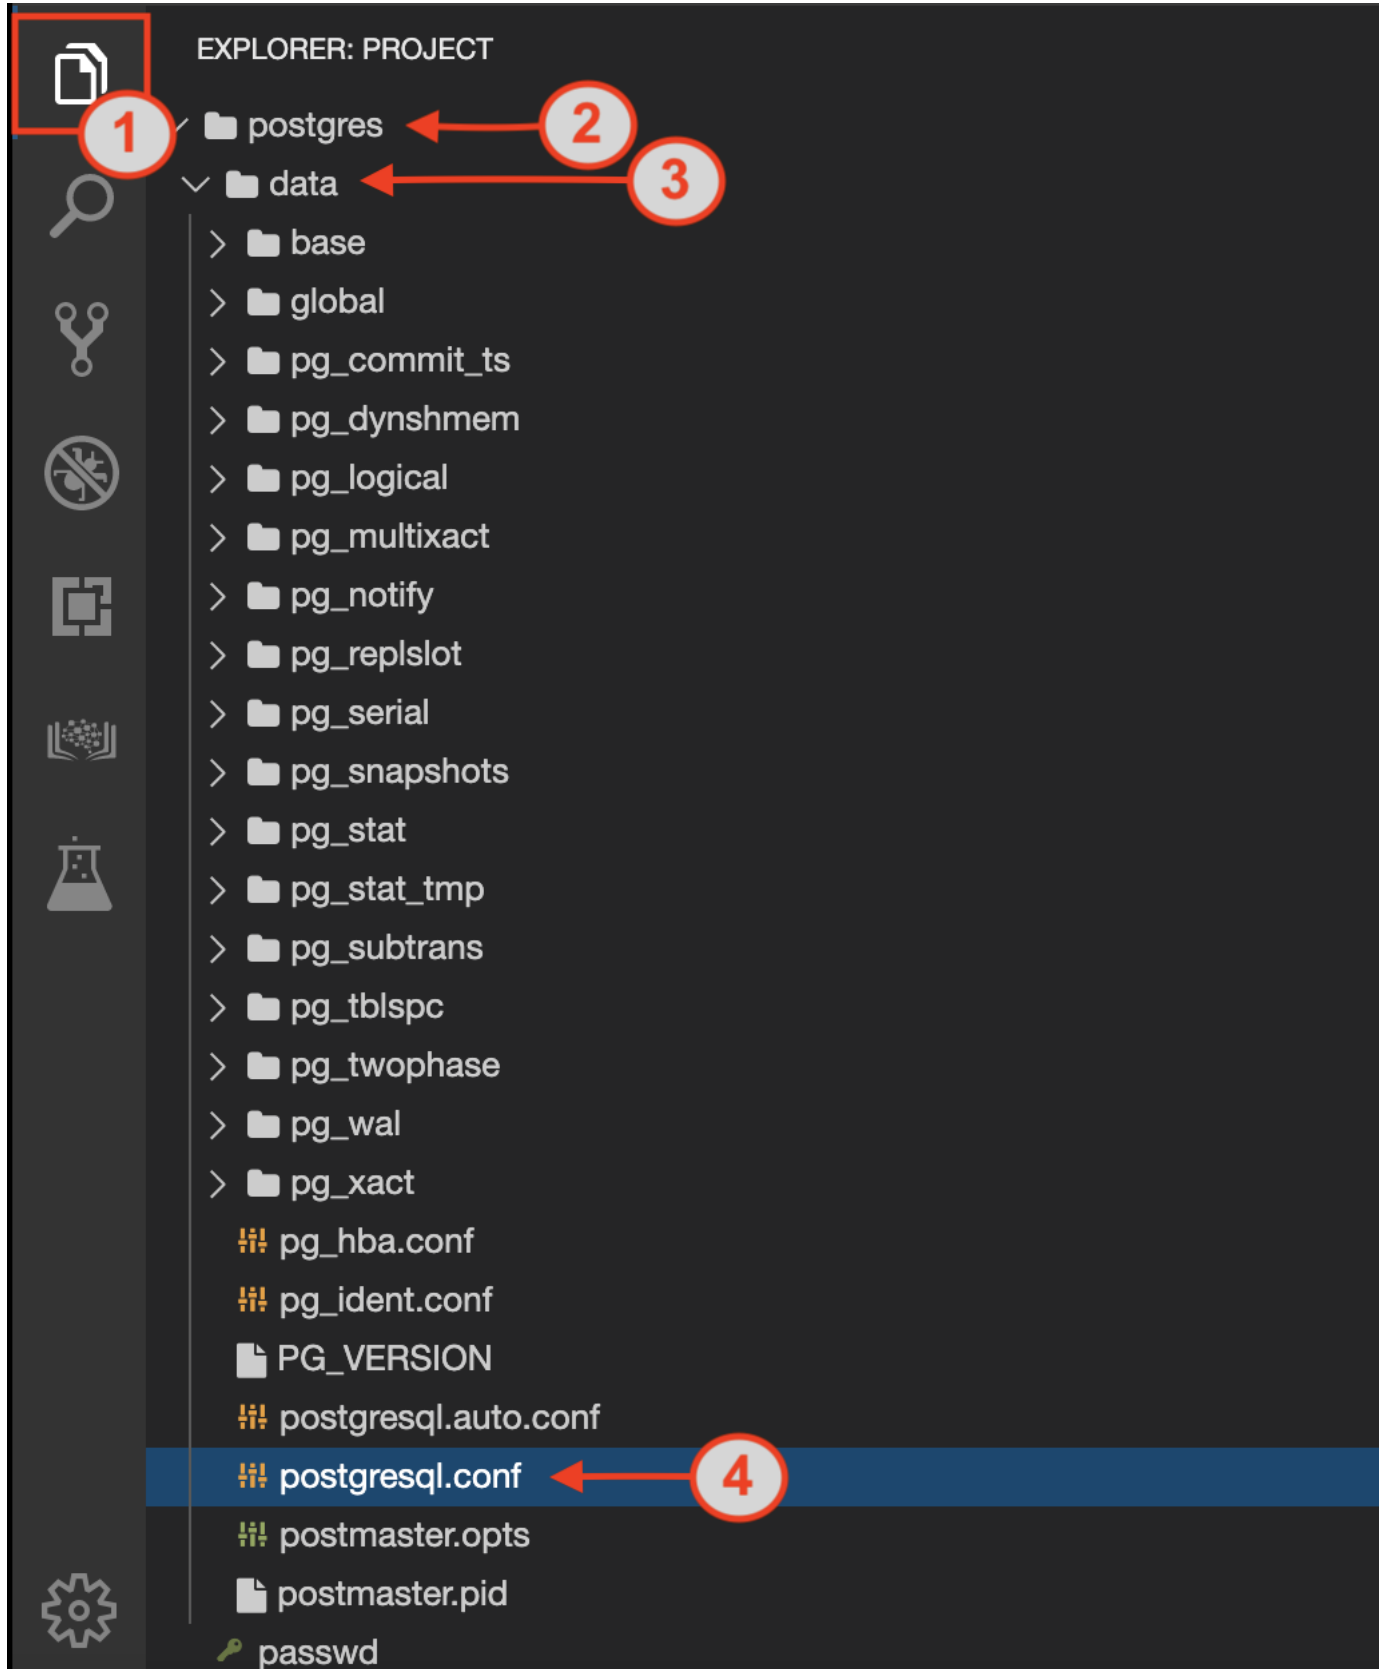 EXPLORER: PROJECT
1
postgres
2
data
3
base
global
pg_commit_ts
pg_dynshmem
pg_logical
pg_multixact
pg_notify
pg_replslot
pg_serial
pg_snapshots
pg_stat
pg_stat_tmp
pg_subtrans
pg_tblspc
pg_twophase
pg_wal
pg_xact
pg_hba.conf
pg_ident.conf
PG_VERSION
postgresql.auto.conf
postgresql.conf
4
postmaster.opts
postmaster.pid
passwd